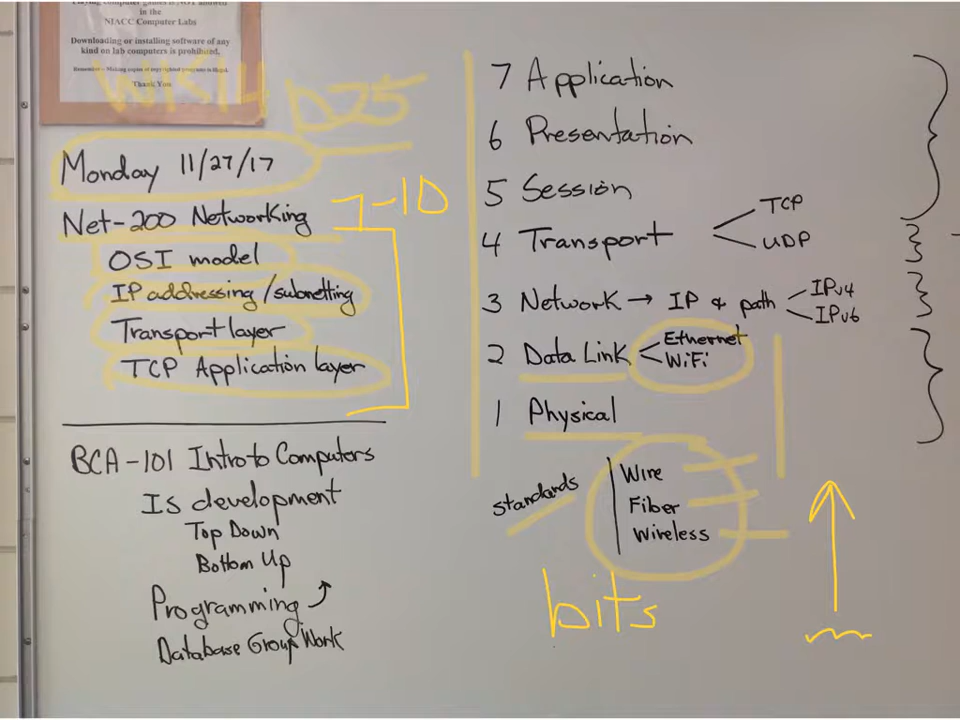 in the
NIACC Computer Labs
Downloading or installing software of any
kind on lab computers is prohibited.
Thank You
WK14 D25
Monday 11/27/17
Net-200 Networking
7-10
OSI model
IP addressing/subnetting
Transport layer
TCP Application layer
BCA-101 Intro to Computers
Is development
Top Down
Bottom Up
Programming
Database Group Work
7 Application
6 Presentation
5 Session
4 Transport
TCP
UDP
3 Network → IP & path
IPv4
IPv6
2 Data Link
Ethernet
WiFi
1 Physical
standards
Wire
Fiber
Wireless
bits